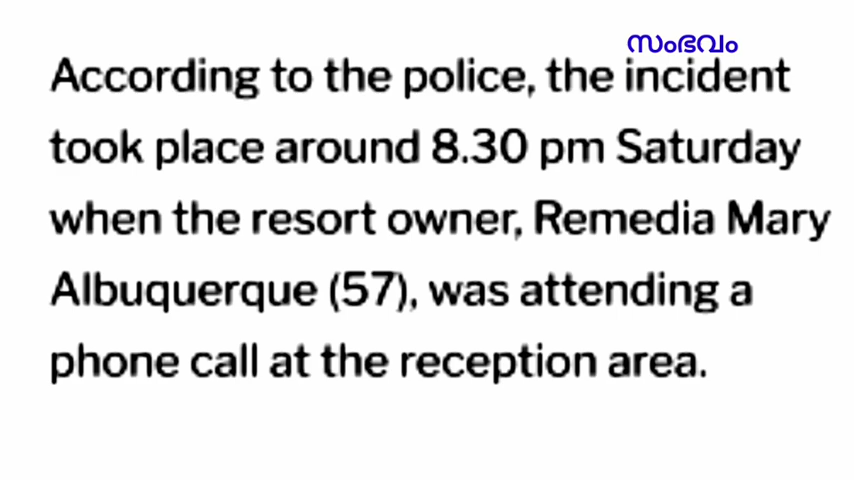 സംഭവം
According to the police, the incident
took place around 8.30 pm Saturday
when the resort owner, Remedia Mary
Albuquerque (57), was attending a
phone call at the reception area.